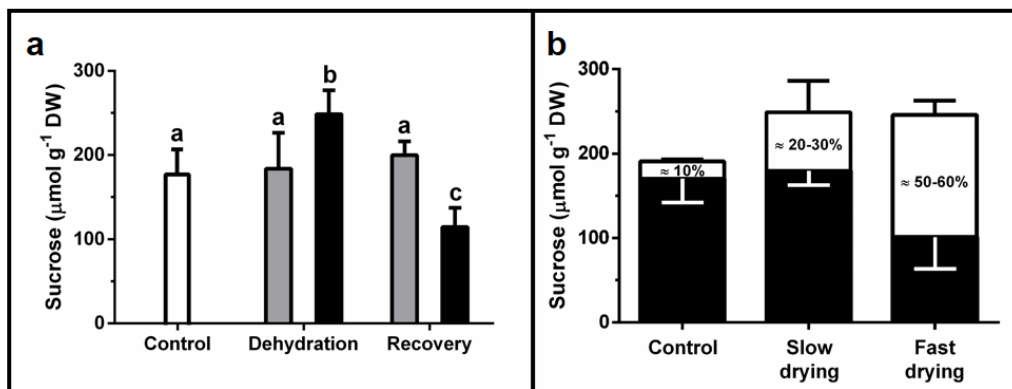 a
300
200
100
0
Sucrose (μmol g⁻¹ DW)
a
a
b
a
c
Control Dehydration Recovery
b
300
200
100
0
Sucrose (μmol g⁻¹ DW)
≈ 10%
≈ 20-30%
≈ 50-60%
Control Slow Fast
drying drying